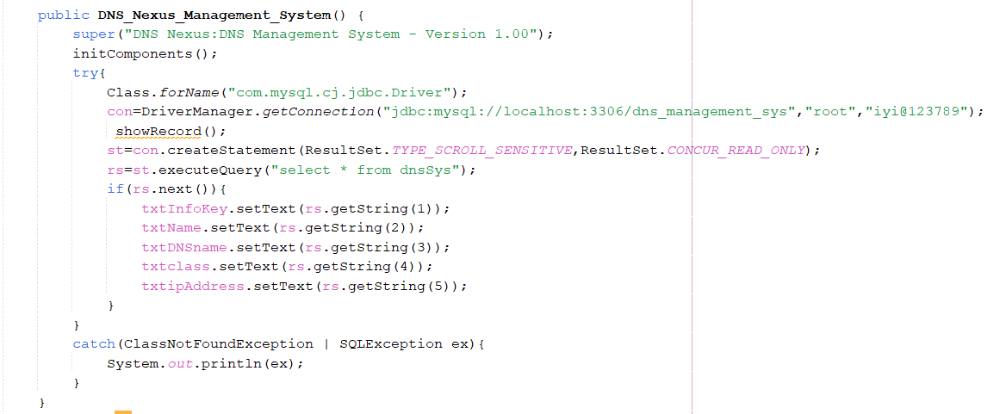 public DNS_Nexus_Management_System() {
super("DNS Nexus:DNS Management System - Version 1.00");
initComponents();
try{
Class.forName("com.mysql.cj.jdbc.Driver");
con=DriverManager.getConnection("jdbc:mysql://localhost:3306/dns_management_sys","root","iyi@123789");
showRecord();
st=con.createStatement(ResultSet.TYPE_SCROLL_SENSITIVE,ResultSet.CONCUR_READ_ONLY);
rs=st.executeQuery("select * from dnsSys");
if(rs.next()){
txtInfoKey.setText(rs.getString(1));
txtName.setText(rs.getString(2));
txtDNSname.setText(rs.getString(3));
txtclass.setText(rs.getString(4));
txtipAddress.setText(rs.getString(5));
}
}
catch(ClassNotFoundException | SQLException ex){
System.out.println(ex);
}
}